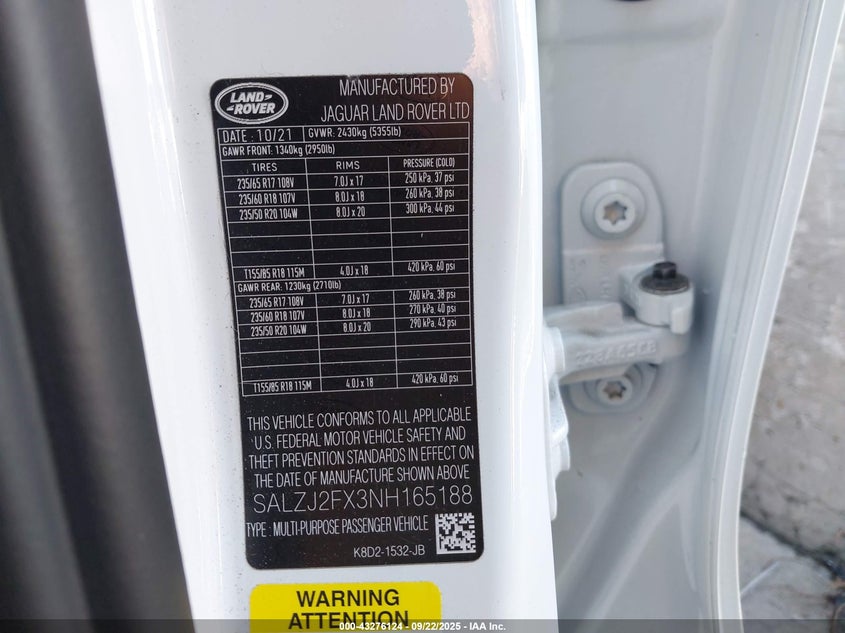 LAND-
ROVER
MANUFACTURED BY
JAGUAR LAND ROVER LTD
DATE : 10/21 GVWR: 2430kg (5355lb)
GAWR FRONT: 1340kg (2950lb)
TIRES RIMS PRESSURE (COLD)
235/65 R17 108V 7.0J x 17 250 kPa, 37 psi
235/60 R18 107V 8.0J x 18 260 kPa, 38 psi
235/50 R20 104W 8.0J x 20 300 kPa, 44 psi
T155/85 R18 115M 4.0J x 18 420 kPa, 60 psi
GAWR REAR: 1230kg (2710lb)
235/65 R17 108V 7.0J x 17 260 kPa, 38 psi
235/60 R18 107V 8.0J x 18 270 kPa, 40 psi
235/50 R20 104W 8.0J x 20 290 kPa, 43 psi
T155/85 R18 115M 4.0J x 18 420 kPa, 60 psi
THIS VEHICLE CONFORMS TO ALL APPLICABLE
U.S. FEDERAL MOTOR VEHICLE SAFETY AND
THEFT PREVENTION STANDARDS IN EFFECT ON
THE DATE OF MANUFACTURE SHOWN ABOVE
SALZJ2FX3NH165188
TYPE : MULTI-PURPOSE PASSENGER VEHICLE
K8D2-1532-JB
WARNING
ATTENTION
000-43276124 - 09/22/2025 - IAA Inc.